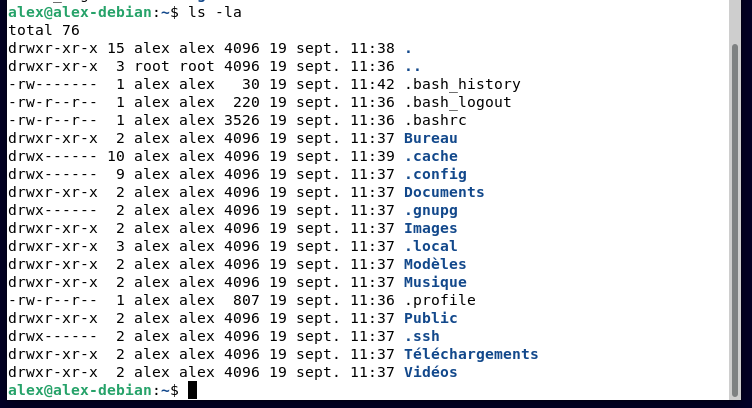 alex@alex-debian:~$ ls -la
total 76
drwxr-xr-x 15 alex alex 4096 19 sept. 11:38 .
drwxr-xr-x  3 root root 4096 19 sept. 11:36 ..
-rw-------  1 alex alex   30 19 sept. 11:42 .bash_history
-rw-r--r--  1 alex alex  220 19 sept. 11:36 .bash_logout
-rw-r--r--  1 alex alex 3526 19 sept. 11:36 .bashrc
drwxr-xr-x  2 alex alex 4096 19 sept. 11:37 Bureau
drwx------ 10 alex alex 4096 19 sept. 11:39 .cache
drwx------  9 alex alex 4096 19 sept. 11:37 .config
drwxr-xr-x  2 alex alex 4096 19 sept. 11:37 Documents
drwx------  2 alex alex 4096 19 sept. 11:37 .gnupg
drwxr-xr-x  2 alex alex 4096 19 sept. 11:37 Images
drwxr-xr-x  3 alex alex 4096 19 sept. 11:37 .local
drwxr-xr-x  2 alex alex 4096 19 sept. 11:37 Modèles
drwxr-xr-x  2 alex alex 4096 19 sept. 11:37 Musique
-rw-r--r--  1 alex alex  807 19 sept. 11:36 .profile
drwxr-xr-x  2 alex alex 4096 19 sept. 11:37 Public
drwx------  2 alex alex 4096 19 sept. 11:37 .ssh
drwxr-xr-x  2 alex alex 4096 19 sept. 11:37 Téléchargements
drwxr-xr-x  2 alex alex 4096 19 sept. 11:37 Vidéos
alex@alex-debian:~$